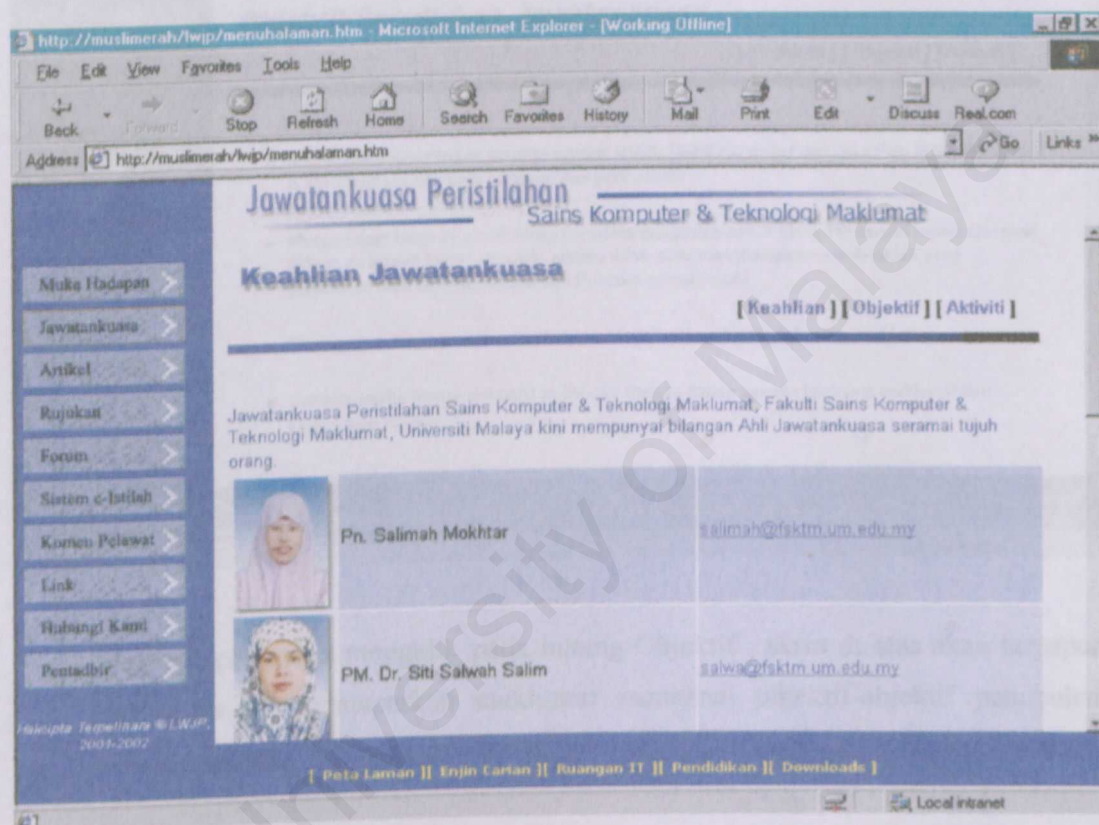 http://muslimerah/lwjp/menuhalaman.htm - Microsoft Internet Explorer - [Working Offline]
File Edit View Favorites Tools Help
Back Forward Stop Refresh Home Search Favorites History Mail Print Edit Discuss Real.com
Address http://muslimerah/lwjp/menuhalaman.htm Go Links »
Jawatankuasa Peristilahan
Sains Komputer & Teknologi Maklumat
Keahlian Jawatankuasa
[ Keahlian ] [ Objektif ] [ Aktiviti ]
Muka Hadapan >
Jawatankuasa >
Artikel >
Rujukan >
Forum >
Sistem e-Istilah >
Komen Pelawat >
Link >
Hubungi Kami >
Pentadbir >
Hakcipta Terpelihara © LWJP,
2001-2002
Jawatankuasa Peristilahan Sains Komputer & Teknologi Maklumat, Fakulti Sains Komputer &
Teknologi Maklumat, Universiti Malaya kini mempunyai bilangan Ahli Jawatankuasa seramai tujuh
orang.
Pn. Salimah Mokhtar salimah@fsktm.um.edu.my
PM. Dr. Siti Salwah Salim salwa@fsktm.um.edu.my
[ Peta Laman ][ Enjin Carian ][ Ruangan IT ][ Pendidikan ][ Downloads ]
Local intranet
University of Malaya